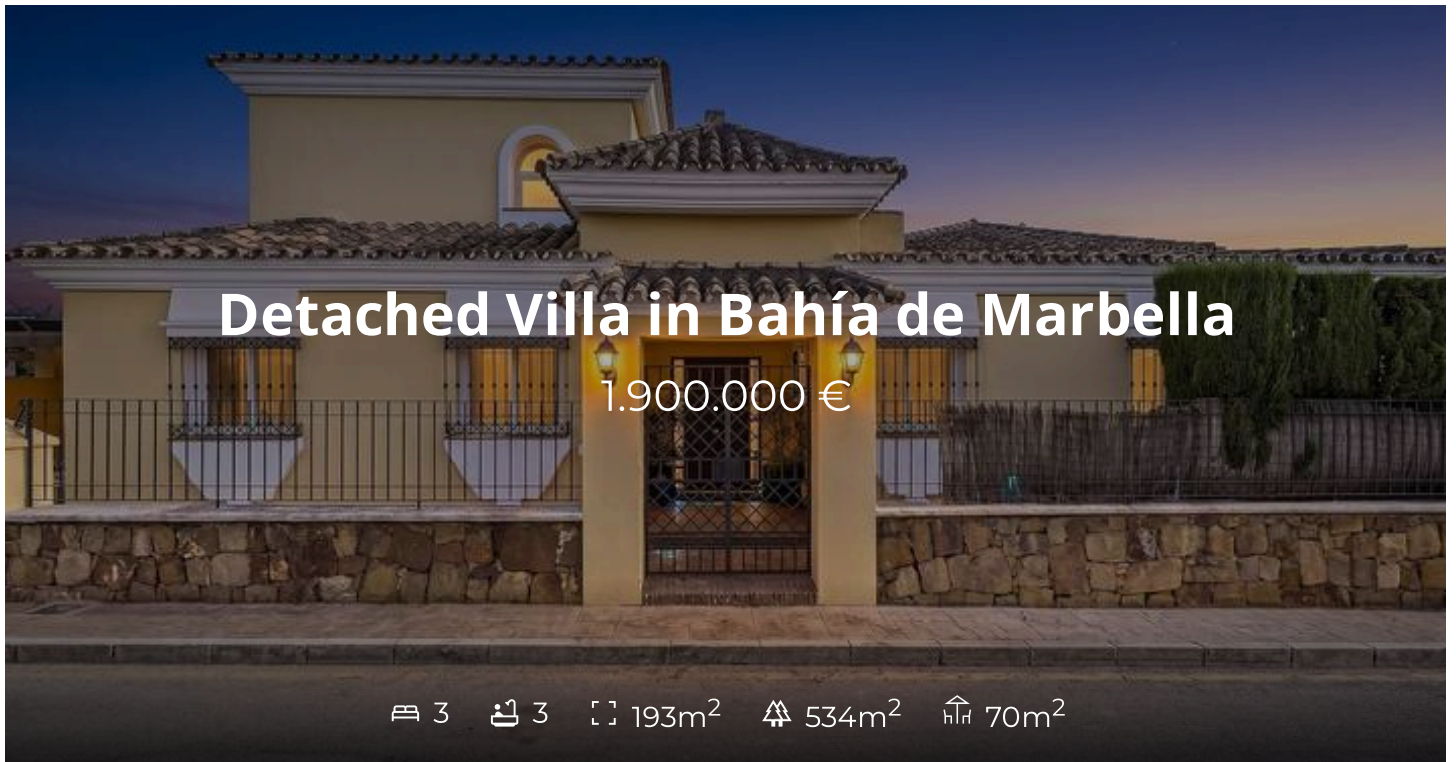 Detached Villa in Bahía de Marbella
1.900.000 €
3 3 193m² 534m² 70m²